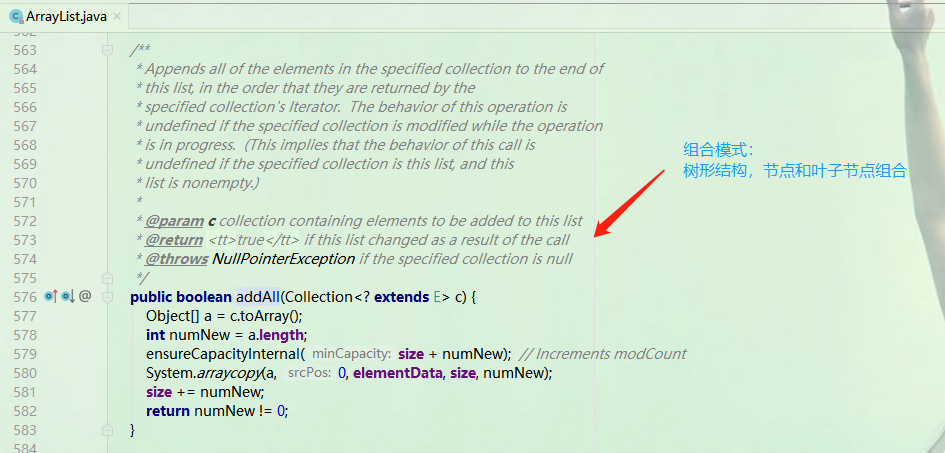 ArrayList.java
563 /**
564 * Appends all of the elements in the specified collection to the end of
565 * this list, in the order that they are returned by the
566 * specified collection's Iterator.  The behavior of this operation is
567 * undefined if the specified collection is modified while the operation
568 * is in progress.  (This implies that the behavior of this call is
569 * undefined if the specified collection is this list, and this
570 * list is nonempty.)
571 *
572 * @param c collection containing elements to be added to this list
573 * @return <tt>true</tt> if this list changed as a result of the call
574 * @throws NullPointerException if the specified collection is null
575 */
576 @ public boolean addAll(Collection<? extends E> c) {
577 Object[] a = c.toArray();
578 int numNew = a.length;
579 ensureCapacityInternal( minCapacity: size + numNew);  // Increments modCount
580 System.arraycopy(a, srcPos: 0, elementData, size, numNew);
581 size += numNew;
582 return numNew != 0;
583 }
584
组合模式：
树形结构，节点和叶子节点组合